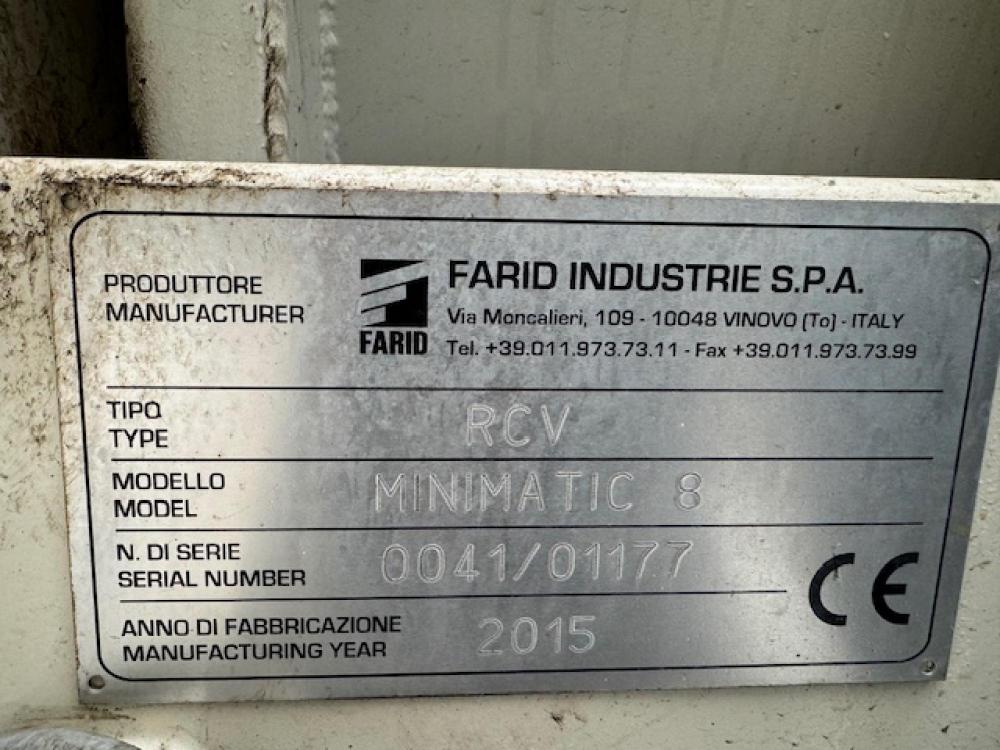 PRODUTTORE
MANUFACTURER
FARID
FARID INDUSTRIE S.P.A.
Via Moncalieri, 109 - 10048 VINOVO (To) - ITALY
Tel. +39.011.973.73.11 - Fax +39.011.973.73.99
TIPO
TYPE
RCV
MODELLO
MODEL
MINIMATIC 8
N. DI SERIE
SERIAL NUMBER
0041/01177
CE
ANNO DI FABBRICAZIONE
MANUFACTURING YEAR
2015